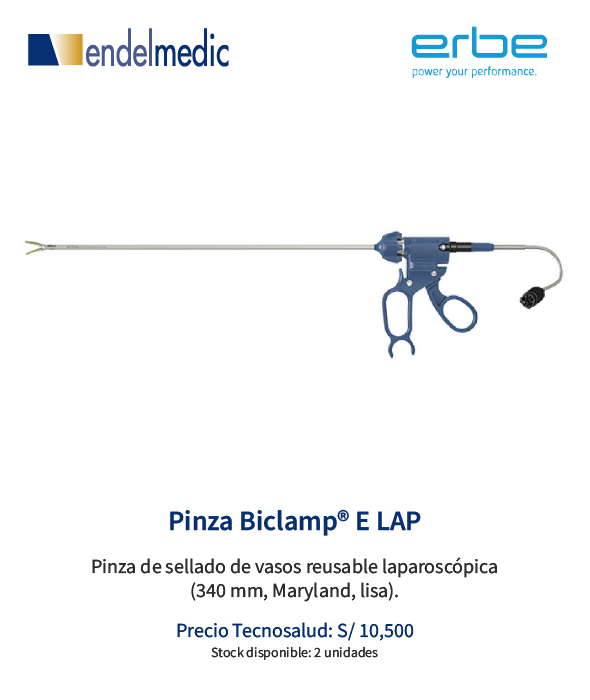 endelmedic
erbe
power your performance.
Pinza Biclamp® E LAP
Pinza de sellado de vasos reusable laparoscópica
(340 mm, Maryland, lisa).
Precio Tecnosalud: S/ 10,500
Stock disponible: 2 unidades